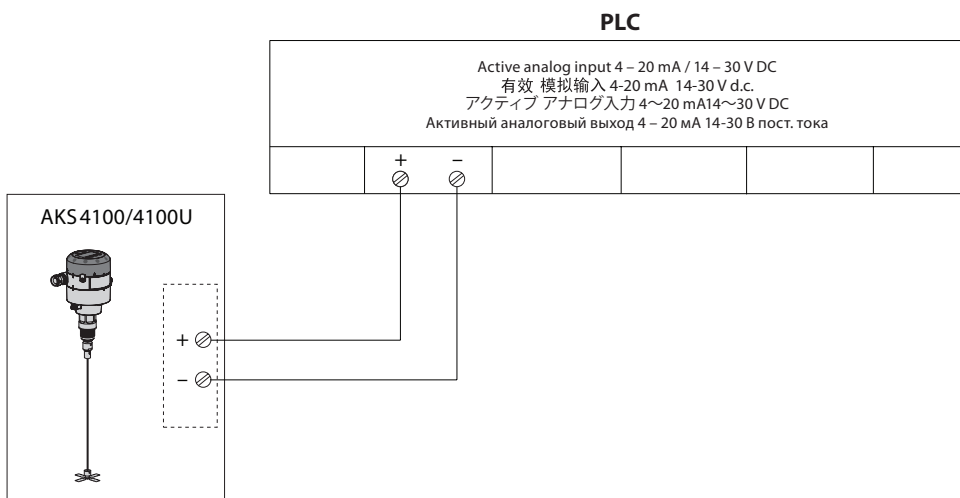 PLC
Active analog input 4 – 20 mA / 14 – 30 V DC
有效 模拟输入 4-20 mA 14-30 V d.c.
アクティブ アナログ入力 4～20 mA14～30 V DC
Активный аналоговый выход 4 – 20 мА 14-30 В пост. тока
+ –
AKS 4100/4100U
+
–